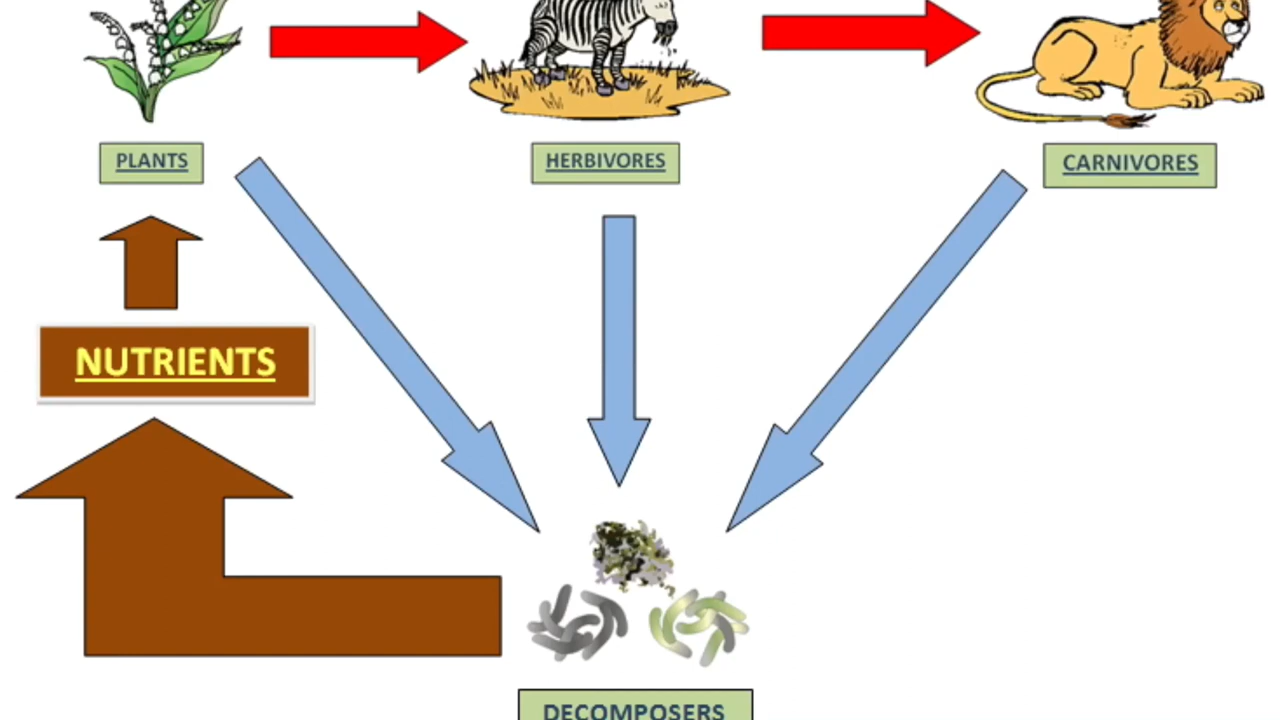 PLANTS
HERBIVORES
CARNIVORES
NUTRIENTS
DECOMPOSERS